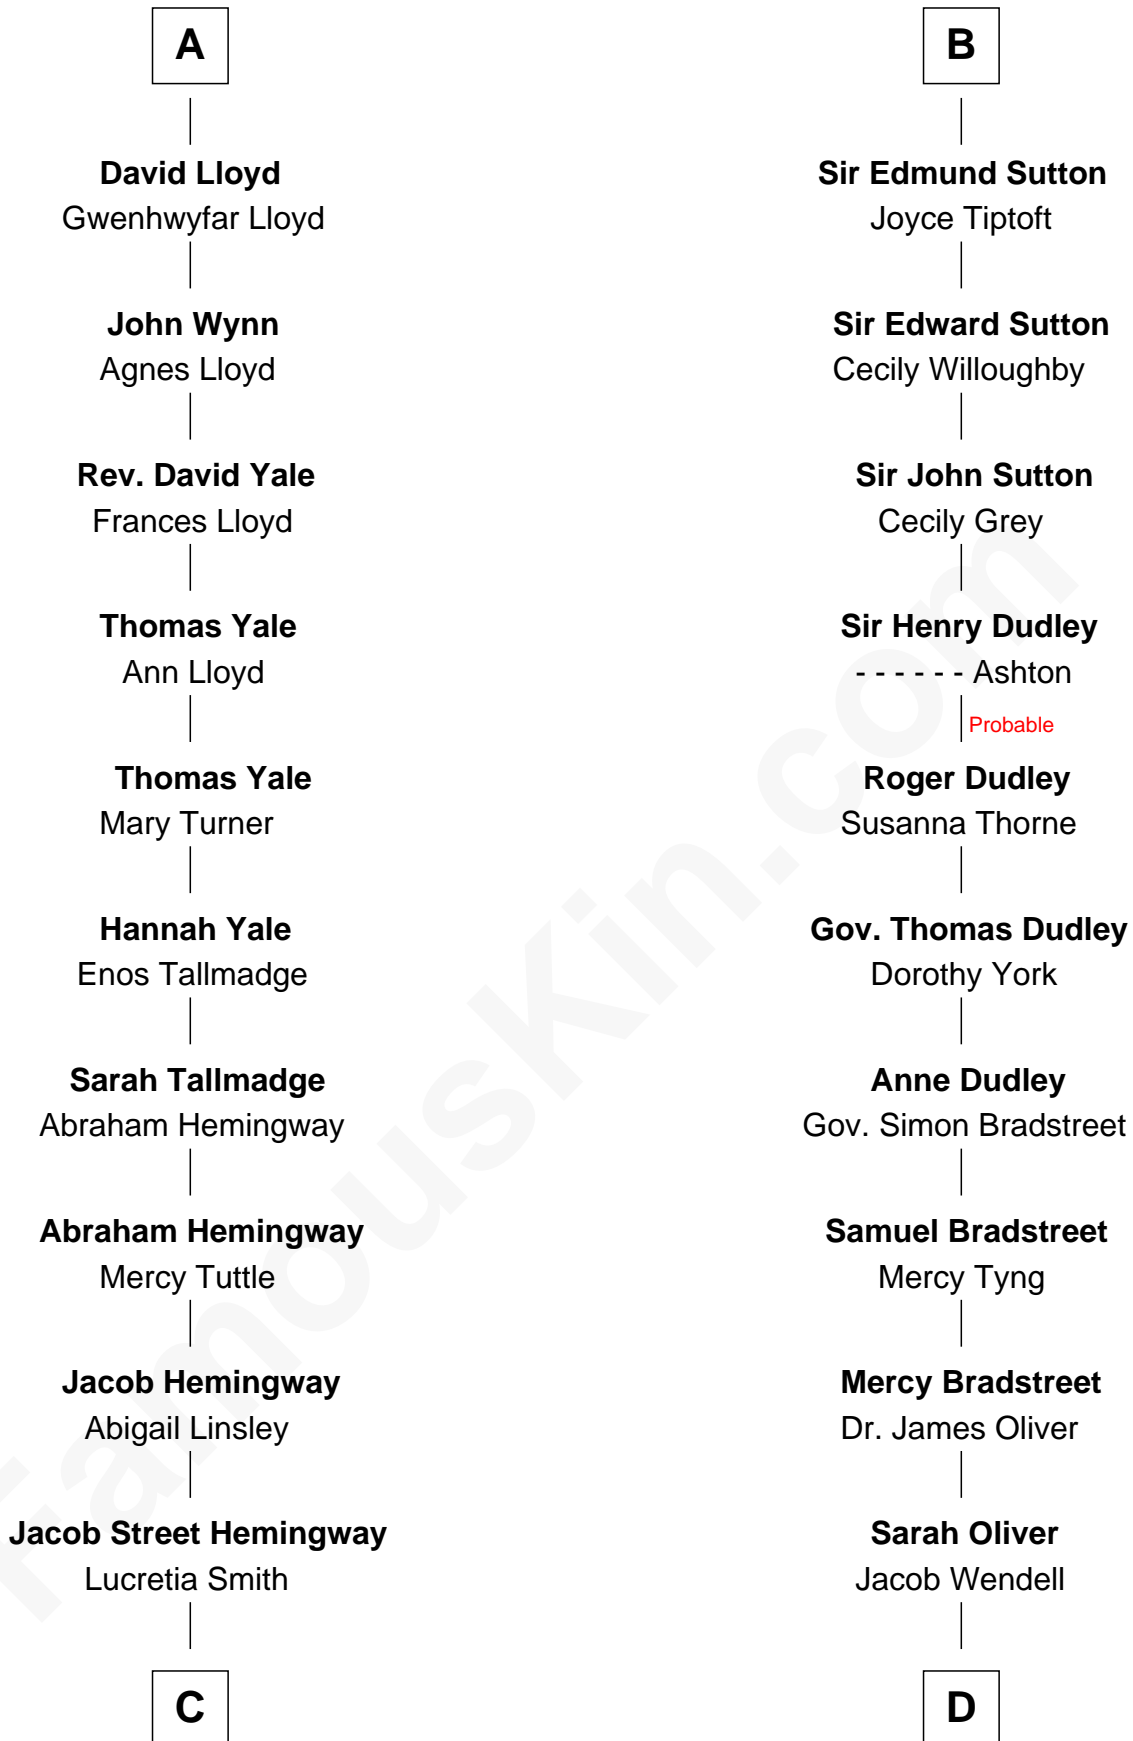 A
David Lloyd
Gwenhwyfar Lloyd
John Wynn
Agnes Lloyd
Rev. David Yale
Frances Lloyd
Thomas Yale
Ann Lloyd
Thomas Yale
Mary Turner
Hannah Yale
Enos Tallmadge
Sarah Tallmadge
Abraham Hemingway
Abraham Hemingway
Mercy Tuttle
Jacob Hemingway
Abigail Linsley
Jacob Street Hemingway
Lucretia Smith
C
B
Sir Edmund Sutton
Joyce Tiptoft
Sir Edward Sutton
Cecily Willoughby
Sir John Sutton
Cecily Grey
Sir Henry Dudley
- - - - - - Ashton
Probable
Roger Dudley
Susanna Thorne
Gov. Thomas Dudley
Dorothy York
Anne Dudley
Gov. Simon Bradstreet
Samuel Bradstreet
Mercy Tyng
Mercy Bradstreet
Dr. James Oliver
Sarah Oliver
Jacob Wendell
D
FamousKin.com